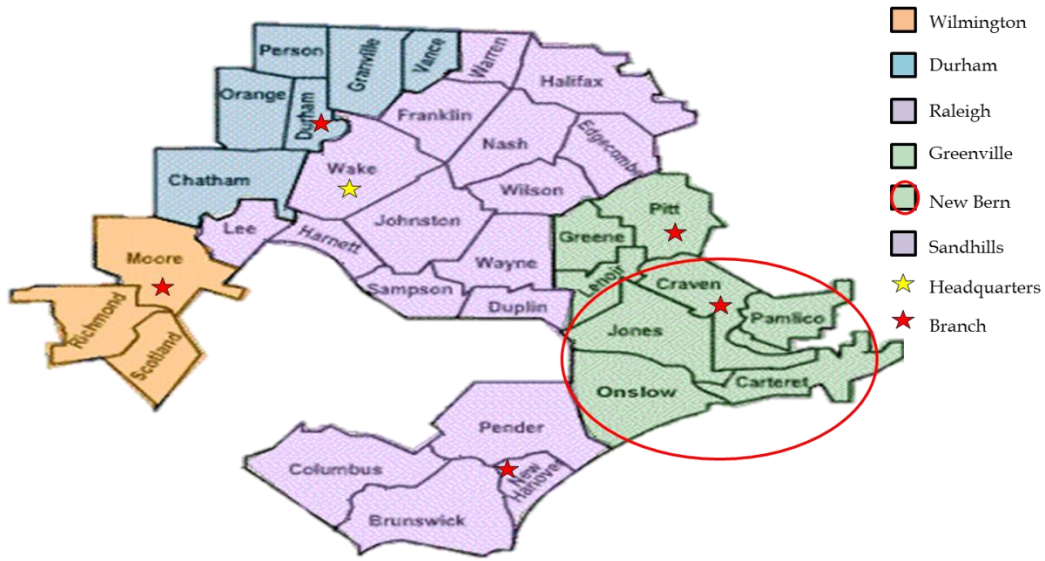 Wilmington
Durham
Raleigh
Greenville
New Bern
Sandhills
Headquarters
Branch
Person
Granville
Vance
Warren
Halifax
Orange
Durham
Franklin
Nash
Edgecombe
Wake
Chatham
Wilson
Pitt
Lee
Johnston
Greene
Harnett
Moore
Wayne
Lenoir
Craven
Sampson
Duplin
Pamlico
Richmond
Jones
Scotland
Carteret
Onslow
Pender
Columbus
New
Hanover
Brunswick